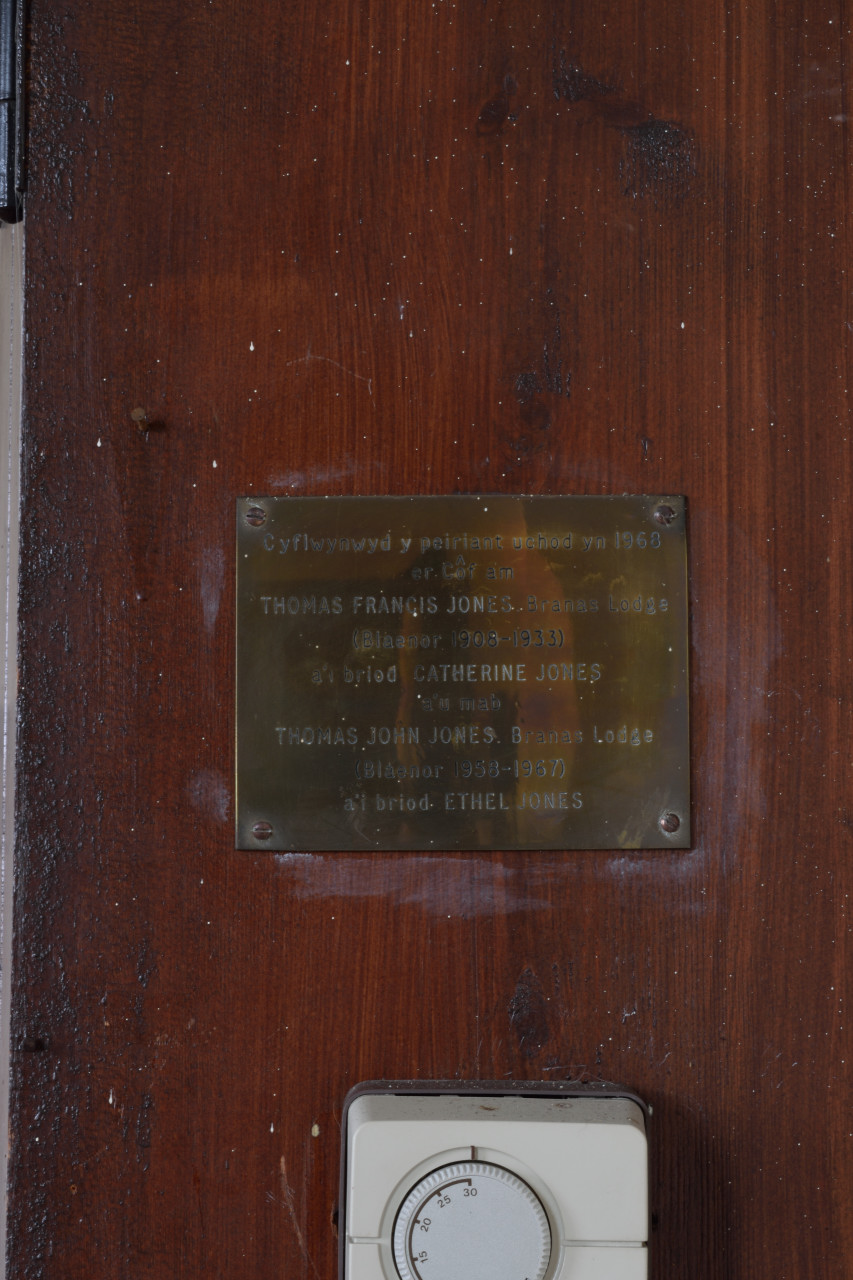 Cyflwynwyd y peiriant uchod yn 1968
er Côf am
THOMAS FRANCIS JONES. Branas Lodge
(Blaenor 1908-1933)
a'i briod CATHERINE JONES
a'u mab
THOMAS JOHN JONES. Branas Lodge
(Blaenor 1958-1967)
a'i briod ETHEL JONES
30
25
20
15